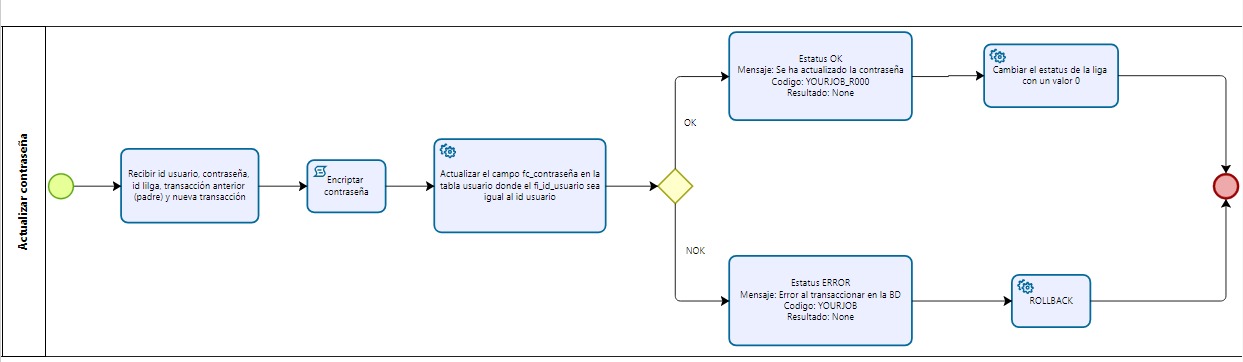 Actualizar contraseña
Recibir id usuario, contraseña,
id lilga, transacción anterior
(padre) y nueva transacción
Encriptar
contraseña
Actualizar el campo fc_contraseña en la
tabla usuario donde el fi_id_usuario sea
igual al id usuario
OK
Estatus OK
Mensaje: Se ha actualizado la contraseña
Codigo: YOURJOB_R000
Resultado: None
Cambiar el estatus de la liga
con un valor 0
NOK
Estatus ERROR
Mensaje: Error al transaccionar en la BD
Codigo: YOURJOB
Resultado: None
ROLLBACK